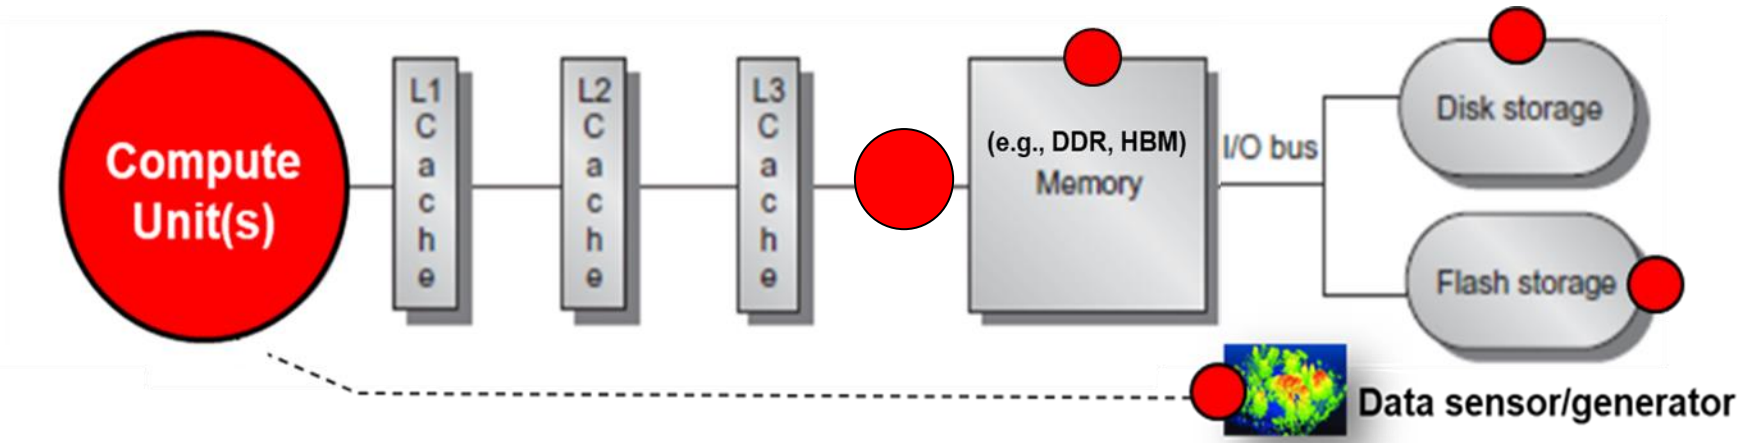 Compute
Unit(s)
L1
C
a
c
h
e
L2
C
a
c
h
e
L3
C
a
c
h
e
(e.g., DDR, HBM)
Memory
I/O bus
Disk storage
Flash storage
Data sensor/generator